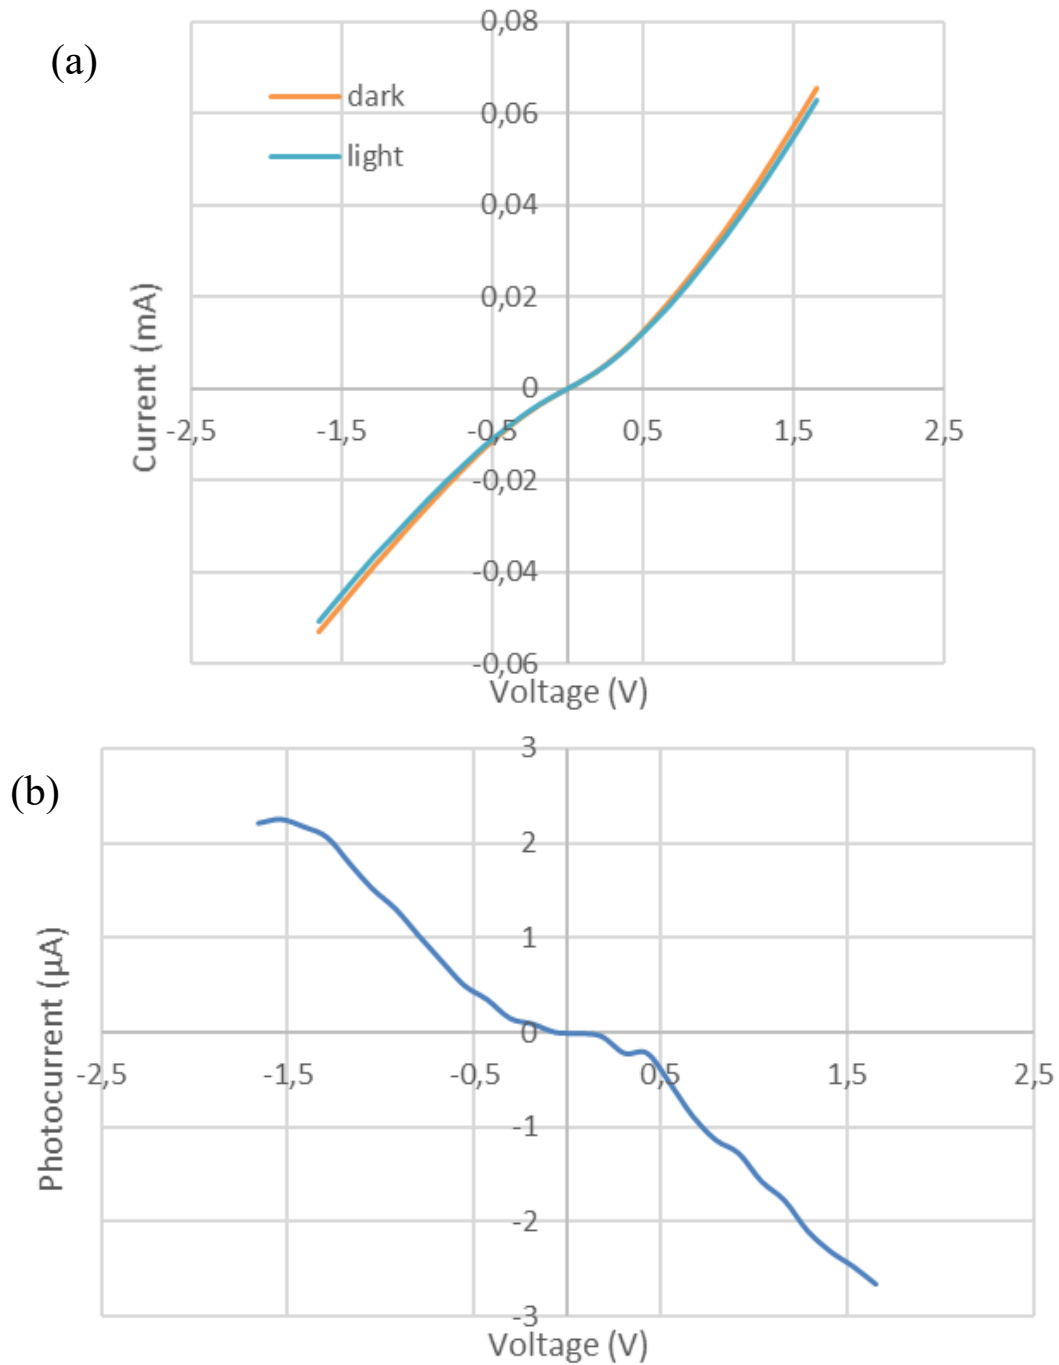 (a)
0,08
dark
0,06
light
0,04
0,02
0
-2,5 -1,5 -0,5 0,5 1,5 2,5
-0,02
-0,04
-0,06
Current (mA)
Voltage (V)
(b)
3
2
1
0
-2,5 -1,5 -0,5 0,5 1,5 2,5
-1
-2
-3
Photocurrent (µA)
Voltage (V)